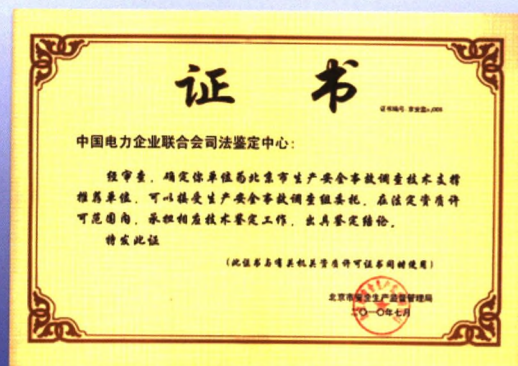 证 书
中国电力企业联合会司法鉴定中心：
经审查，确定你单位为北京市生产安全事故调查技术支撑
推荐单位，可以接受生产安全事故调查组委托，在法定资质许
可范围内，承担相应技术鉴定工作，出具鉴定结论。
特发此证
（此证书与有关机关资质许可证书同时使用）
北京市安全生产监督管理局
二〇一〇年七月